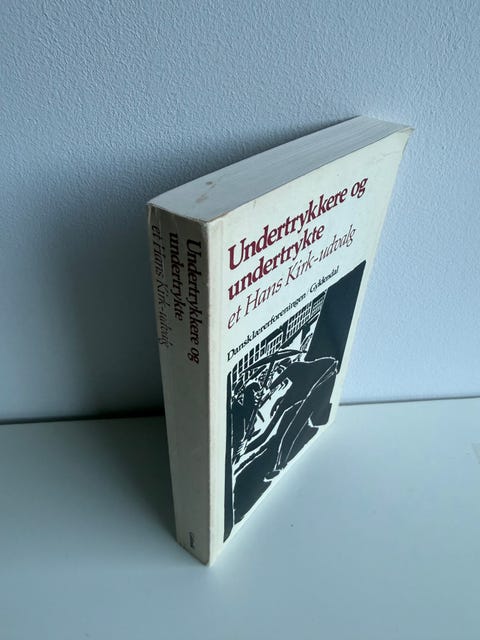 Undertrykkere og
undertrykte
et Hans Kirk-udvalg
Dansklærerforeningen/Gyldendal
Undertrykkere og
undertrykte
et Hans Kirk-udvalg